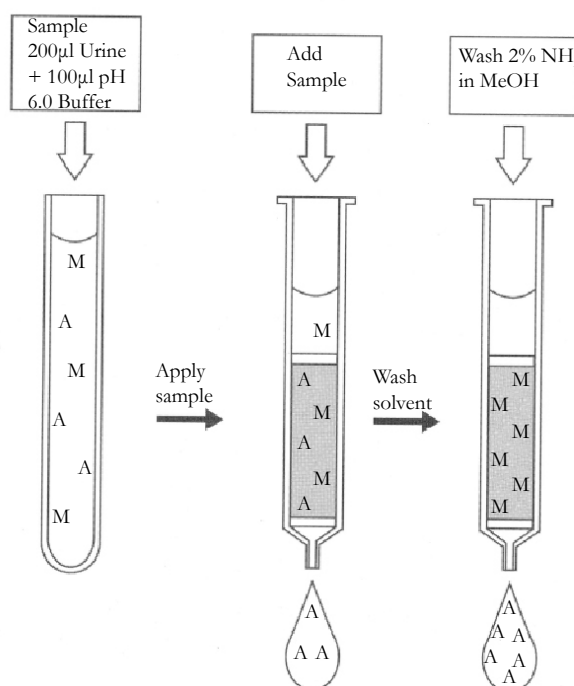 Sample
200µl Urine
+ 100µl pH
6.0 Buffer
Add
Sample
Wash 2% NH
in MeOH
M
A
M
A
A
M
Apply
sample
M
A
M
A
M
A
Wash
solvent
M
M
M
M
M
M
A
A A
A
A A
A A
A